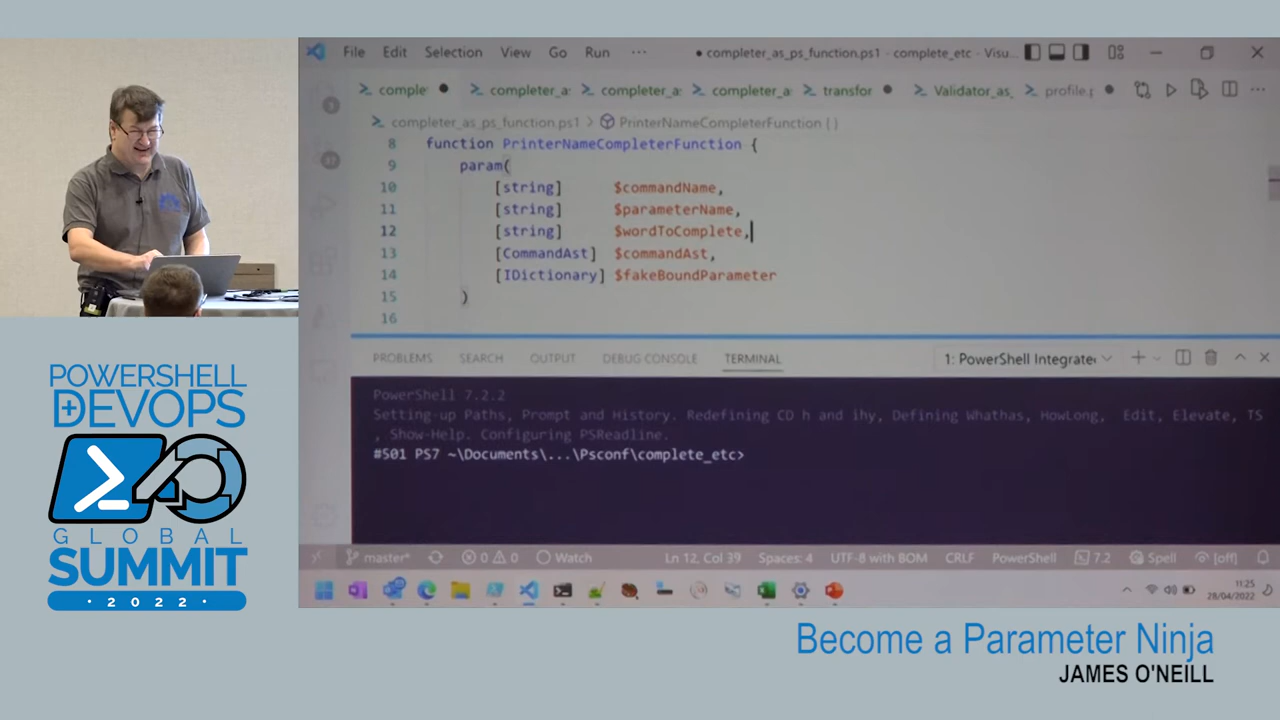 File Edit Selection View Go Run ··· ● completer_as_ps_function.ps1 - complete_etc - Visu...
comple ● completer_a: completer_a: completer_a: transfor ● Validator_as_ profile.p ●
completer_as_ps_function.ps1 > PrinterNameCompleterFunction { }
8 function PrinterNameCompleterFunction {
9 param(
10 [string] $commandName,
11 [string] $parameterName,
12 [string] $wordToComplete,
13 [CommandAst] $commandAst,
14 [IDictionary] $fakeBoundParameter
15 )
16
PROBLEMS SEARCH OUTPUT DEBUG CONSOLE TERMINAL 1: PowerShell Integrate
PowerShell 7.2.2
Setting-up Paths, Prompt and History. Redefining CD h and ihy, Defining Whathas, HowLong, Edit, Elevate, TS
, Show-Help. Configuring PSReadline.
#501 PS7 ~\Documents\...\Psconf\complete_etc>
master* 0 0 Watch Ln 12, Col 39 Spaces: 4 UTF-8 with BOM CRLF PowerShell 7.2 Spell [off]
11:25
28/04/2022
POWERSHELL
DEVOPS
GLOBAL
SUMMIT
· 2022 ·
Become a Parameter Ninja
JAMES O'NEILL